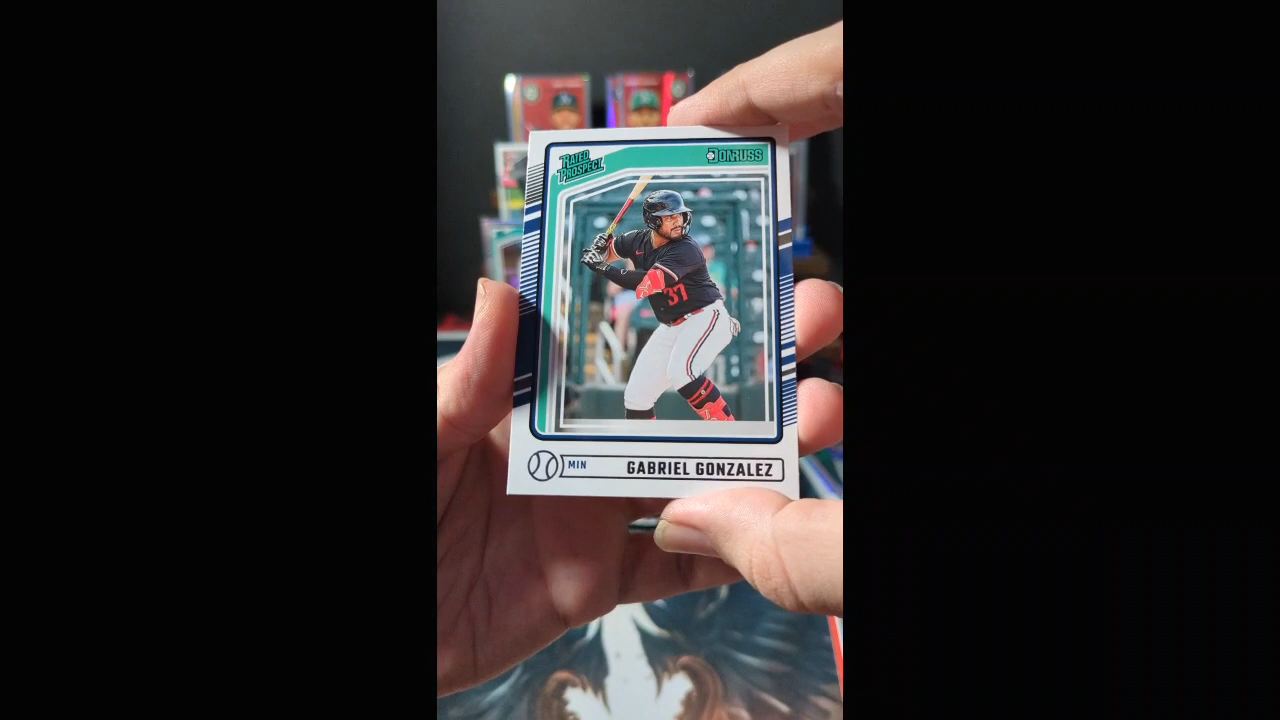 RATED
PROSPECT
DONRUSS
37
MIN
GABRIEL GONZALEZ